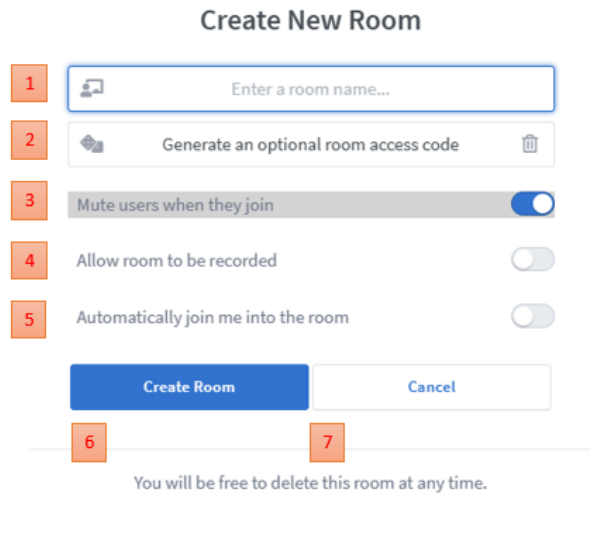 Create New Room
1
Enter a room name...
2
Generate an optional room access code
3
Mute users when they join
4
Allow room to be recorded
5
Automatically join me into the room
Create Room
Cancel
6
7
You will be free to delete this room at any time.